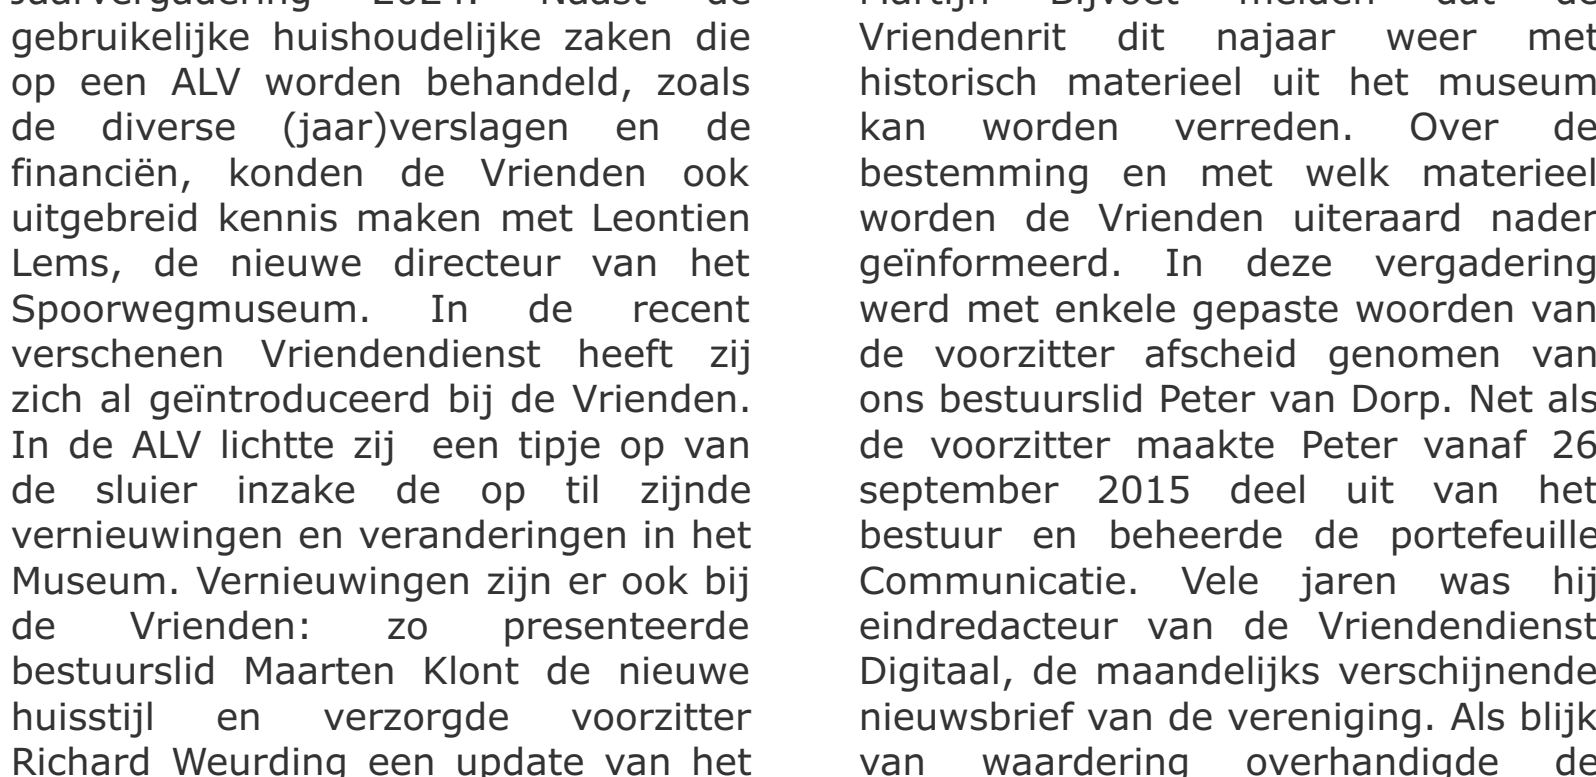 Jaarvergadering 2024. Naast de
gebruikelijke huishoudelijke zaken die
op een ALV worden behandeld, zoals
de diverse (jaar)verslagen en de
financiën, konden de Vrienden ook
uitgebreid kennis maken met Leontien
Lems, de nieuwe directeur van het
Spoorwegmuseum. In de recent
verschenen Vriendendienst heeft zij
zich al geïntroduceerd bij de Vrienden.
In de ALV lichtte zij  een tipje op van
de sluier inzake de op til zijnde
vernieuwingen en veranderingen in het
Museum. Vernieuwingen zijn er ook bij
de Vrienden: zo presenteerde
bestuurslid Maarten Klont de nieuwe
huisstijl en verzorgde voorzitter
Richard Weurding een update van het
Martijn Bijvoet melden dat de
Vriendenrit dit najaar weer met
historisch materieel uit het museum
kan worden verreden. Over de
bestemming en met welk materieel
worden de Vrienden uiteraard nader
geïnformeerd. In deze vergadering
werd met enkele gepaste woorden van
de voorzitter afscheid genomen van
ons bestuurslid Peter van Dorp. Net als
de voorzitter maakte Peter vanaf 26
september 2015 deel uit van het
bestuur en beheerde de portefeuille
Communicatie. Vele jaren was hij
eindredacteur van de Vriendendienst
Digitaal, de maandelijks verschijnende
nieuwsbrief van de vereniging. Als blijk
van waardering overhandigde de